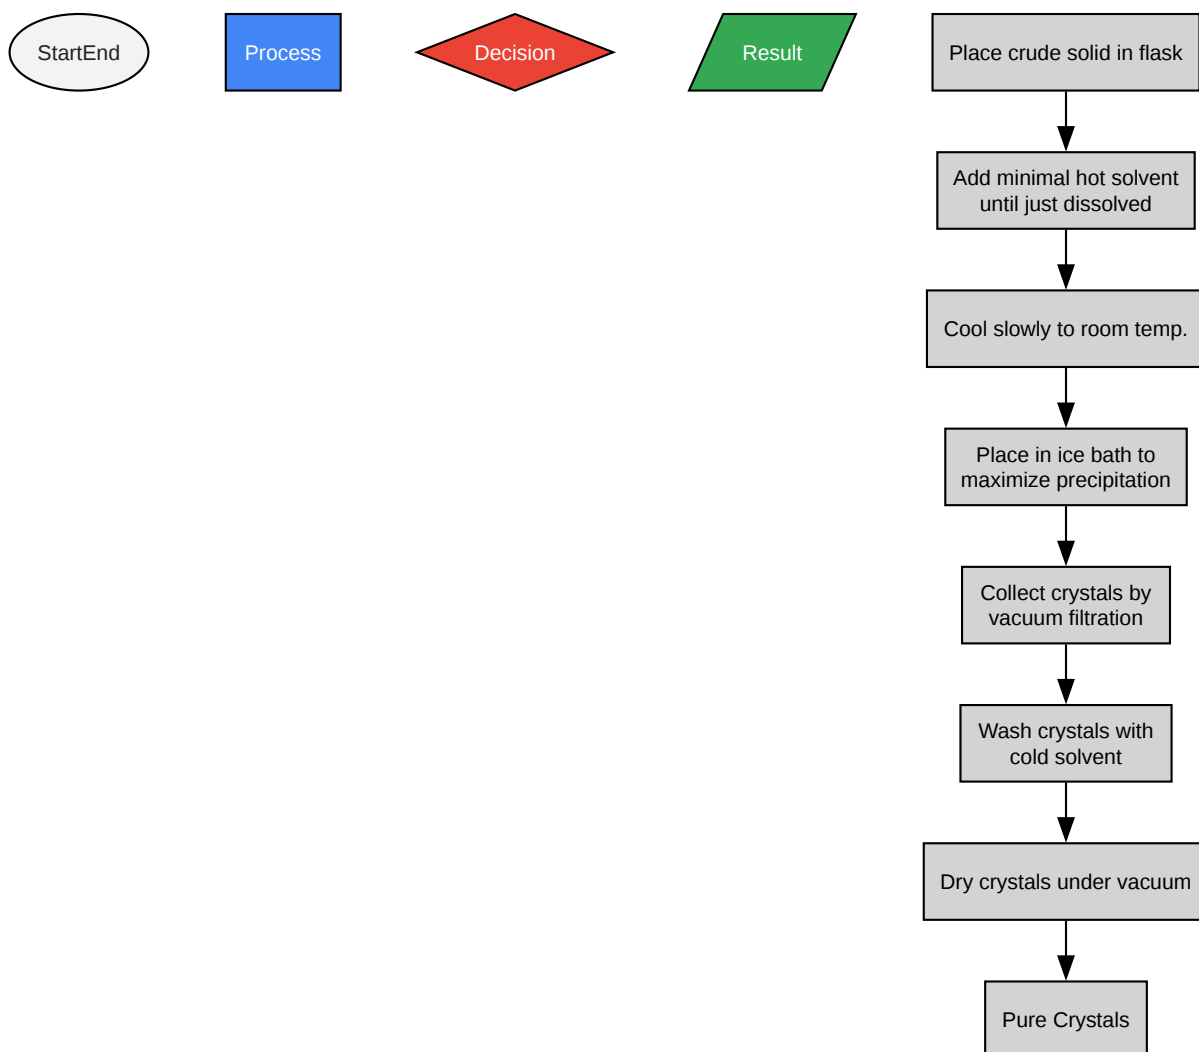 StartEnd
Process
Decision
Result
Place crude solid in flask
Add minimal hot solvent
until just dissolved
Cool slowly to room temp.
Place in ice bath to
maximize precipitation
Collect crystals by
vacuum filtration
Wash crystals with
cold solvent
Dry crystals under vacuum
Pure Crystals